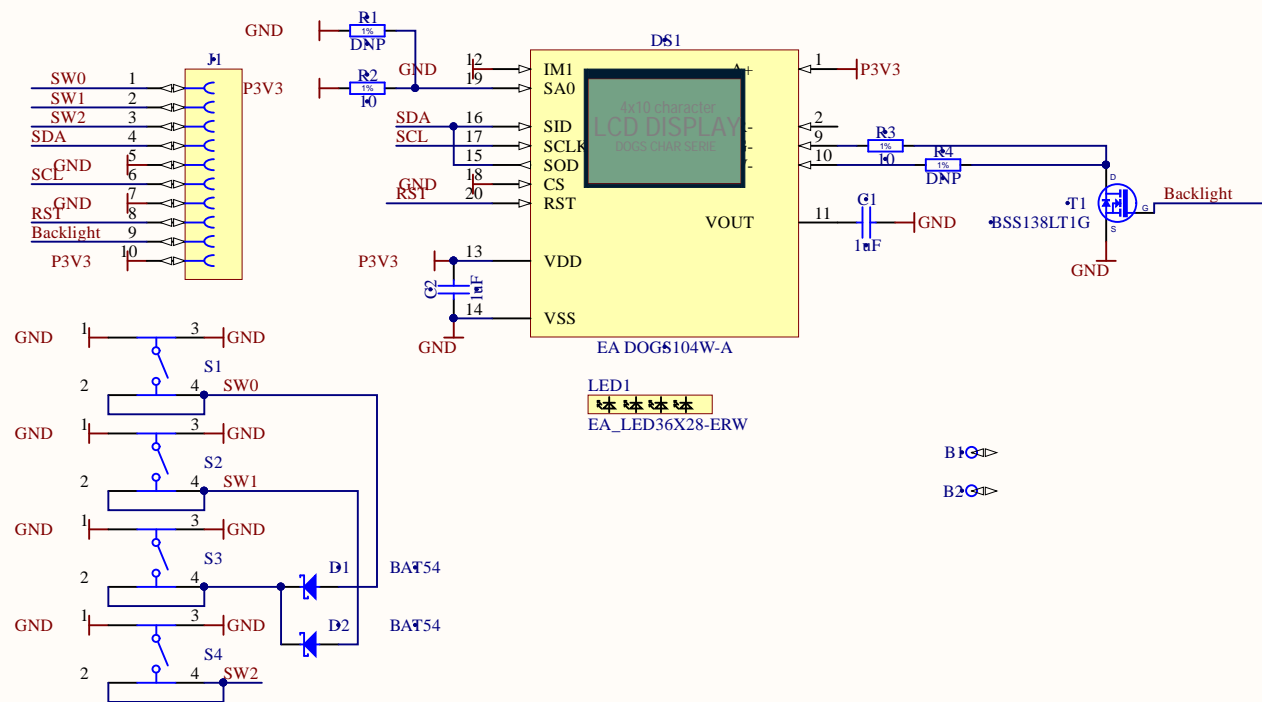 R1
GND
1%
DNP
R2
P3V3
1%
10
J1
SW0 1
SW1 2
SW2 3
SDA 4
GND 5
SCL 6
GND 7
RST 8
Backlight 9
P3V3 10
DS1
GND 12 IM1
19 SA0
SDA 16 SID
SCL 17 SCLK
15 SOD
GND 18 CS
RST 20 RST
P3V3 13 VDD
C2 1uF
14 VSS
GND
4x10 character
LCD DISPLAY
DOGS CHAR SERIE
A+ 1 P3V3
2
9
10
VOUT 11
C1
1uF
GND
EA DOGS104W-A
R3
1%
10
R4
1%
DNP
D
G
S
T1
BSS138LT1G
Backlight
GND
LED1
EA_LED36X28-ERW
B1
B2
GND 1 3 GND
S1
2 4 SW0
GND 1 3 GND
S2
2 4 SW1
GND 1 3 GND
S3
2 4
D1 BAT54
GND 1 3 GND
D2 BAT54
S4
2 4 SW2